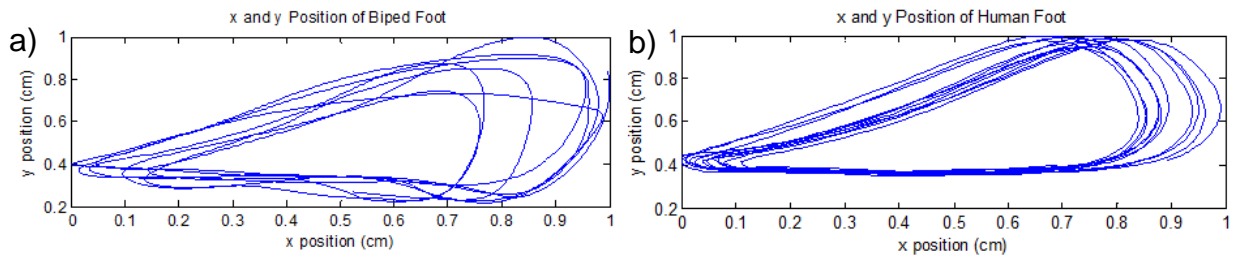 a)
x and y Position of Biped Foot
y position (cm)
1
0.8
0.6
0.4
0.2
0 0.1 0.2 0.3 0.4 0.5 0.6 0.7 0.8 0.9 1
x position (cm)
b)
x and y Position of Human Foot
y position (cm)
1
0.8
0.6
0.4
0.2
0 0.1 0.2 0.3 0.4 0.5 0.6 0.7 0.8 0.9 1
x position (cm)